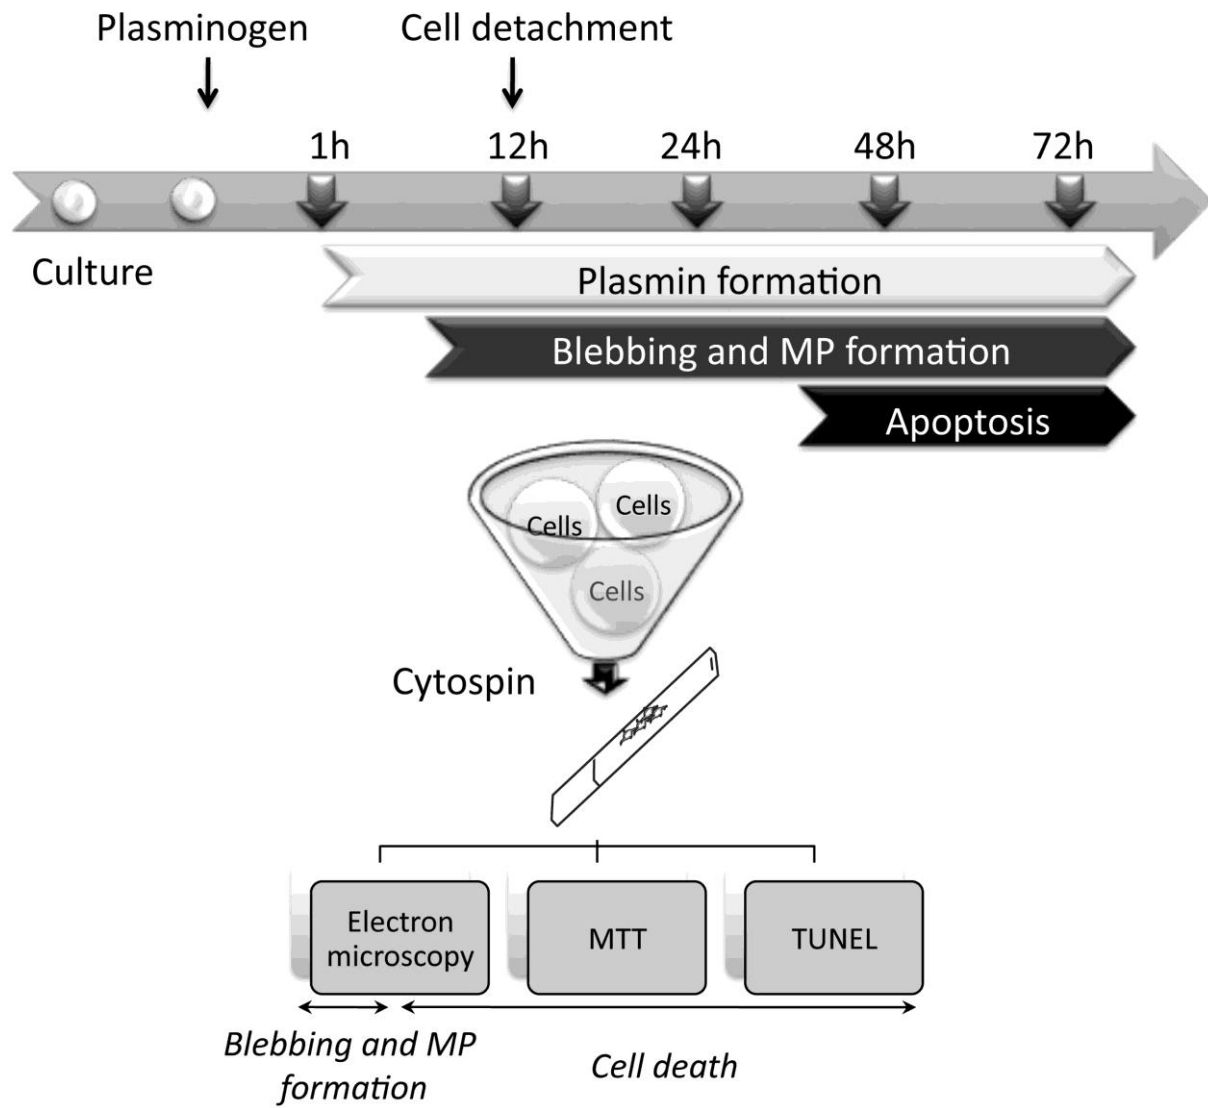 Plasminogen
Cell detachment
1h
12h
24h
48h
72h
Culture
Plasmin formation
Blebbing and MP formation
Apoptosis
Cells
Cells
Cells
Cytospin
Electron
microscopy
MTT
TUNEL
Blebbing and MP
formation
Cell death